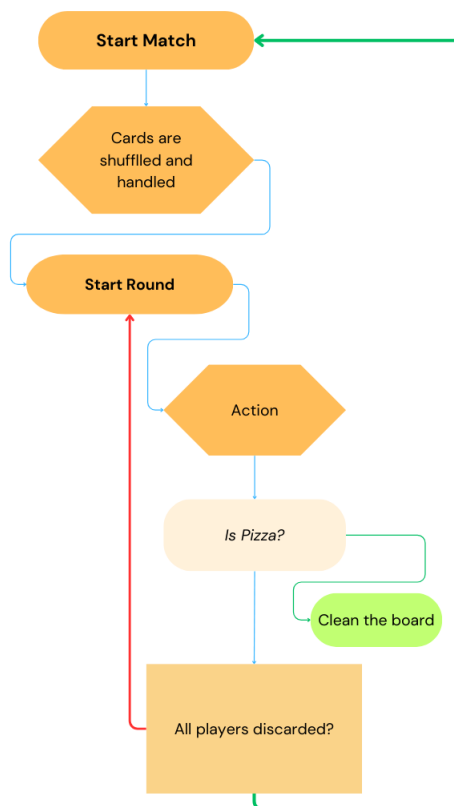 Start Match
Cards are
shufflled and
handled
Start Round
Action
Is Pizza?
Clean the board
All players discarded?